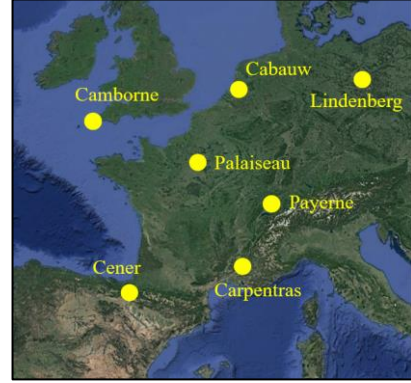 Cabauw
Camborne
Lindenberg
Palaiseau
Payerne
Cener
Carpentras